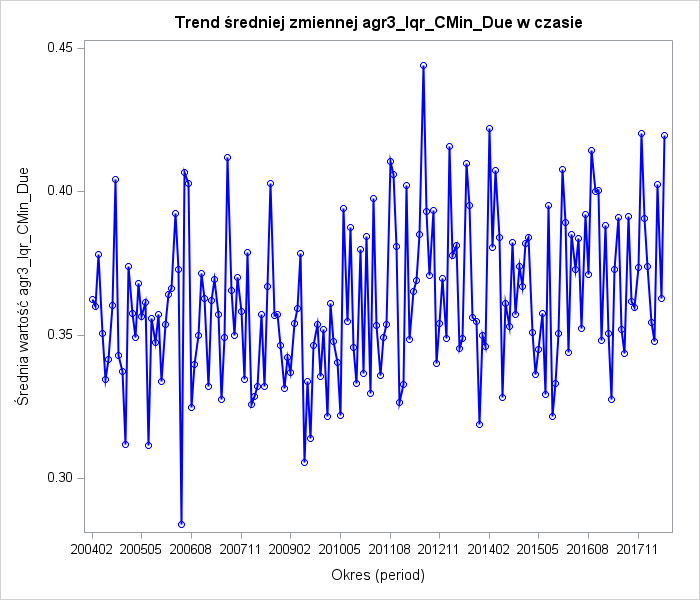 Trend średniej zmiennej agr3_Iqr_CMin_Due w czasie
Średnia wartość agr3_Iqr_CMin_Due
0.45
0.40
0.35
0.30
200402 200505 200608 200711 200902 201005 201108 201211 201402 201505 201608 201711
Okres (period)